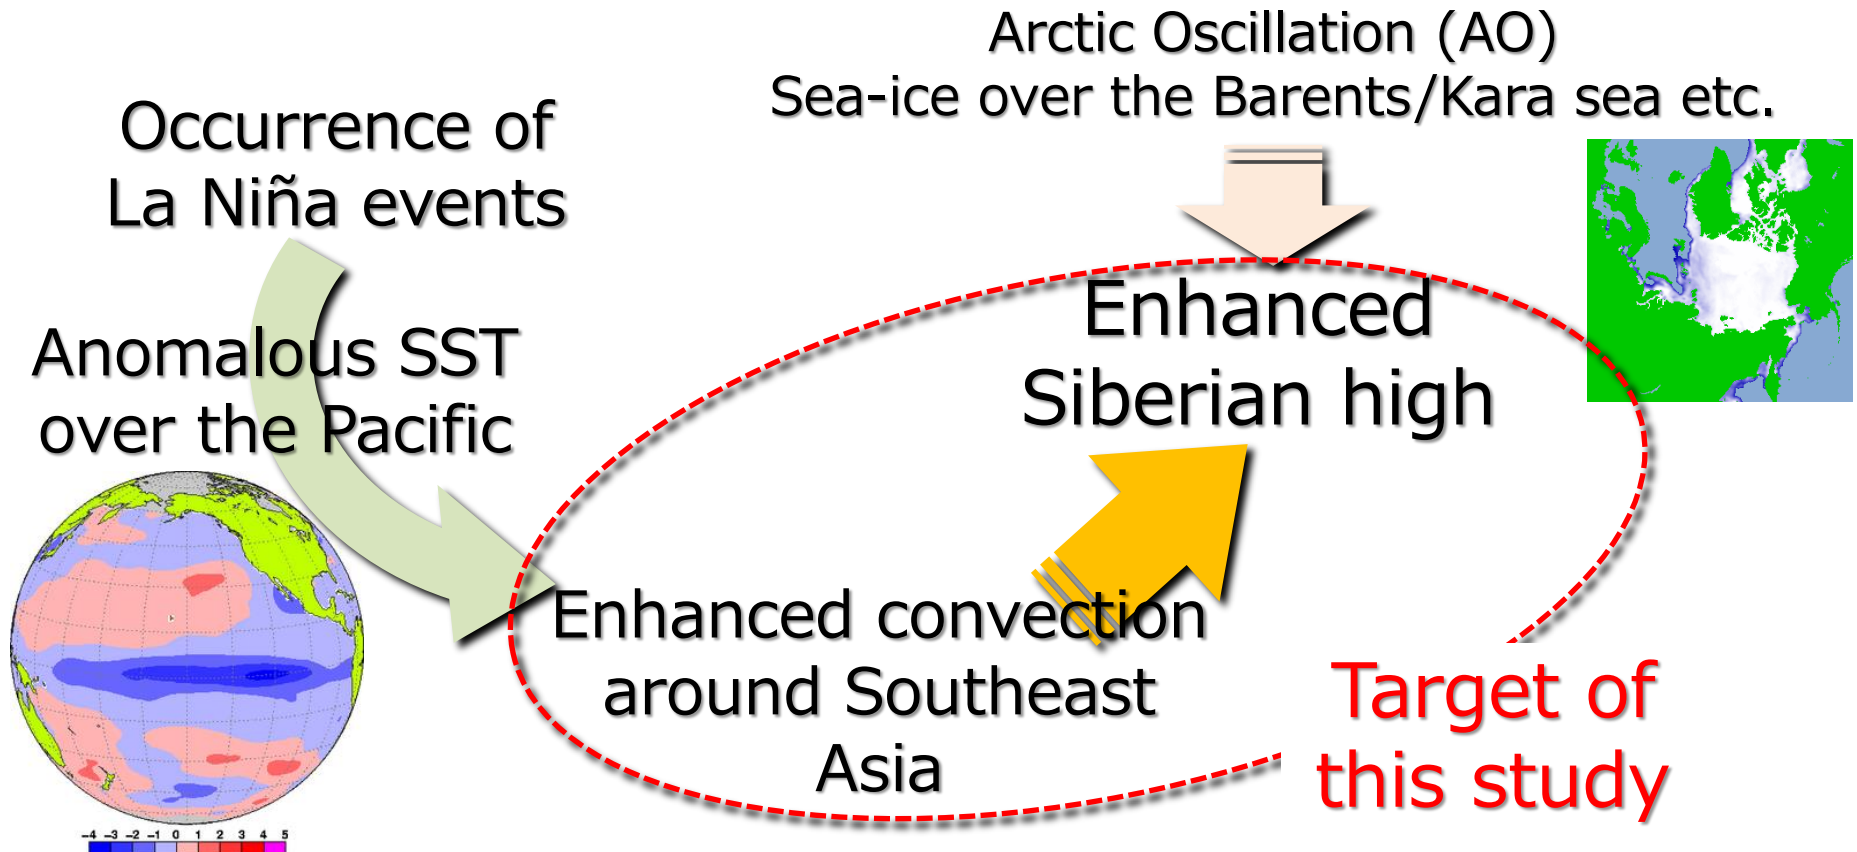 Arctic Oscillation (AO)
Sea-ice over the Barents/Kara sea etc.
Occurrence of
La Niña events
Anomalous SST
over the Pacific
Enhanced
Siberian high
Enhanced convection
around Southeast
Asia
Target of
this study
-4 -3 -2 -1 0 1 2 3 4 5